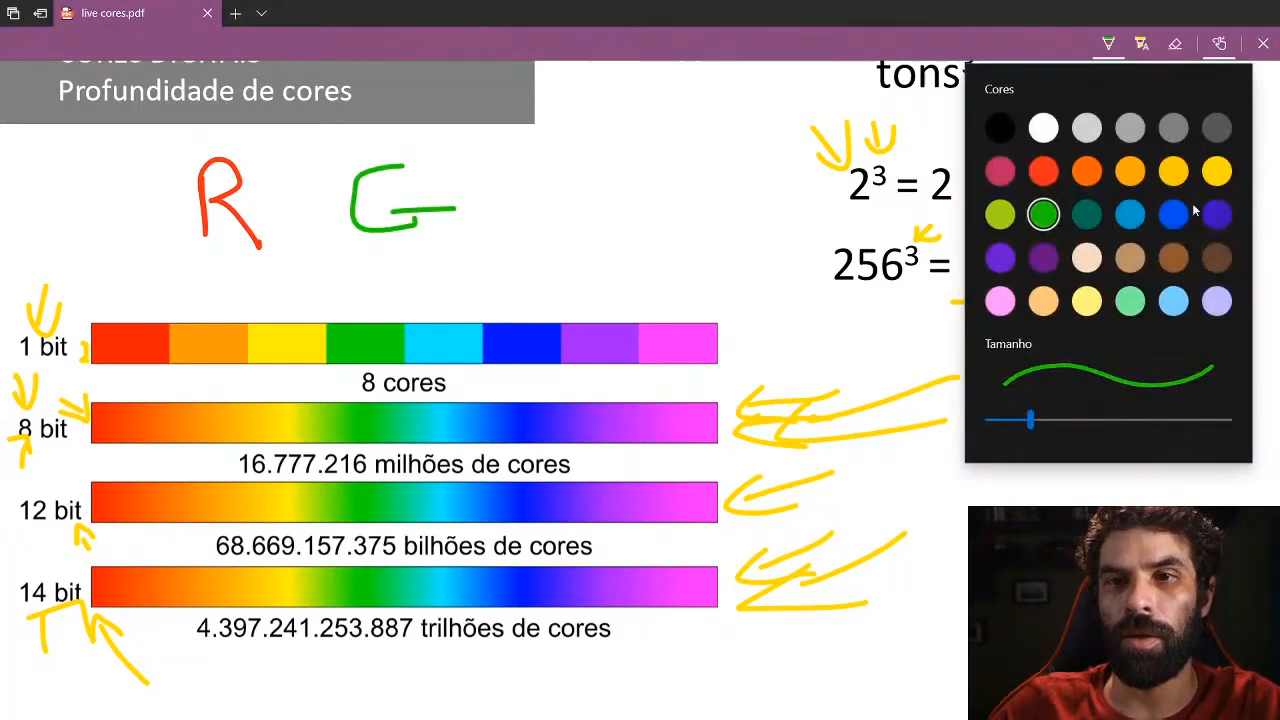 live cores.pdf
Profundidade de cores
tons
R G
2³ = 2
256³ =
Cores
Tamanho
1 bit
8 cores
8 bit
16.777.216 milhões de cores
12 bit
68.669.157.375 bilhões de cores
14 bit
4.397.241.253.887 trilhões de cores